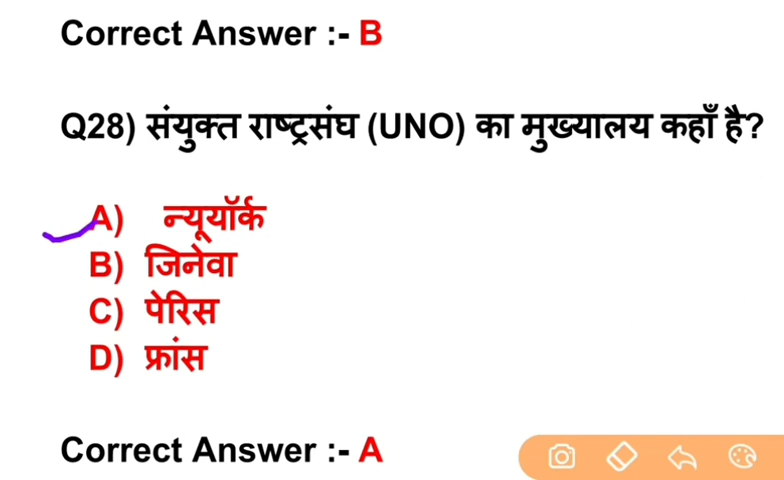 Correct Answer :- B
Q28) संयुक्त राष्ट्रसंघ (UNO) का मुख्यालय कहाँ है?
A) न्यूयॉर्क
B) जिनेवा
C) पेरिस
D) फ्रांस
Correct Answer :- A